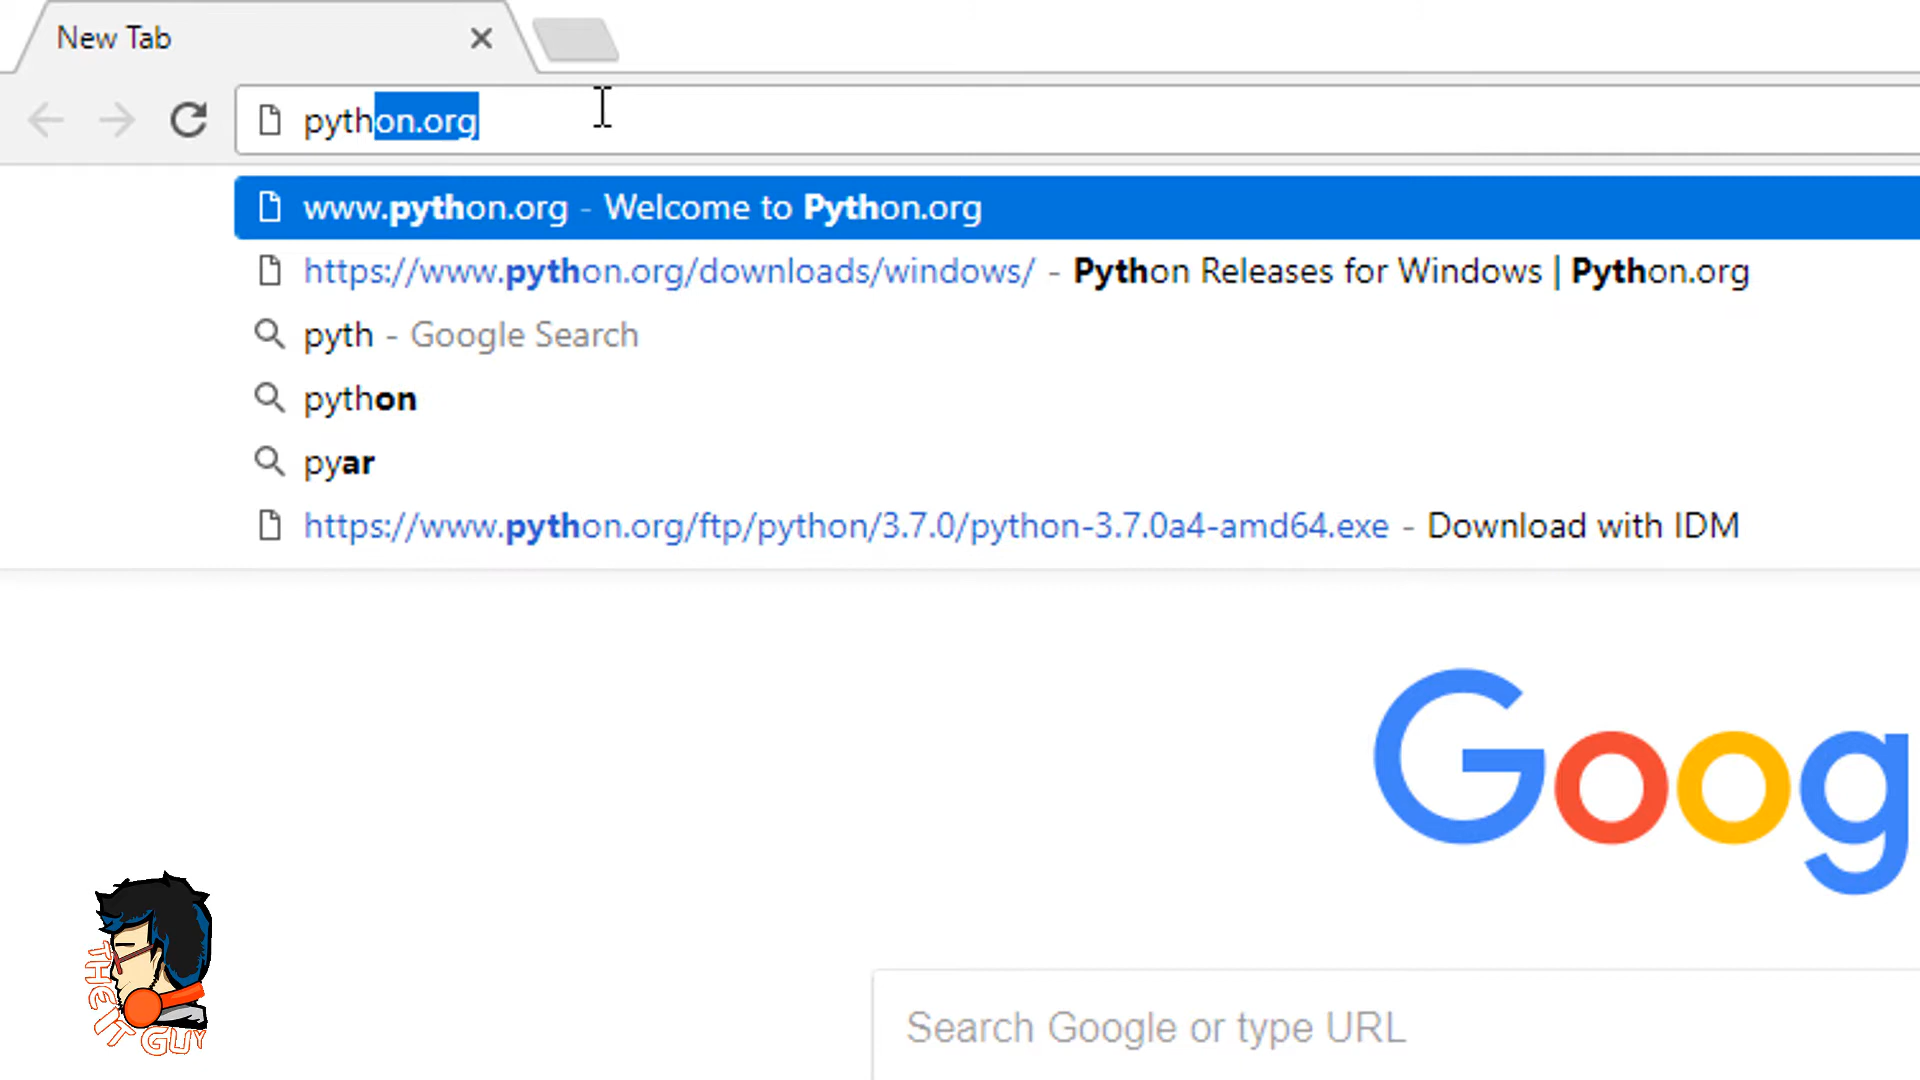 New Tab
python.org
www.python.org - Welcome to Python.org
https://www.python.org/downloads/windows/ - Python Releases for Windows | Python.org
pyth - Google Search
python
pyar
https://www.python.org/ftp/python/3.7.0/python-3.7.0a4-amd64.exe - Download with IDM
Goog
Search Google or type URL
THE IT GUY